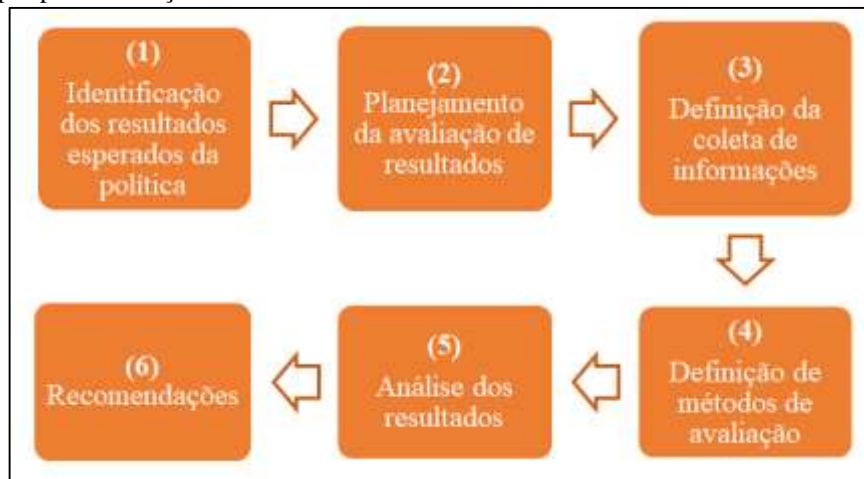 (1)
Identificação
dos resultados
esperados da
política
(2)
Planejamento
da avaliação de
resultados
(3)
Definição da
coleta de
informações
(4)
Definição de
métodos de
avaliação
(5)
Análise dos
resultados
(6)
Recomendações